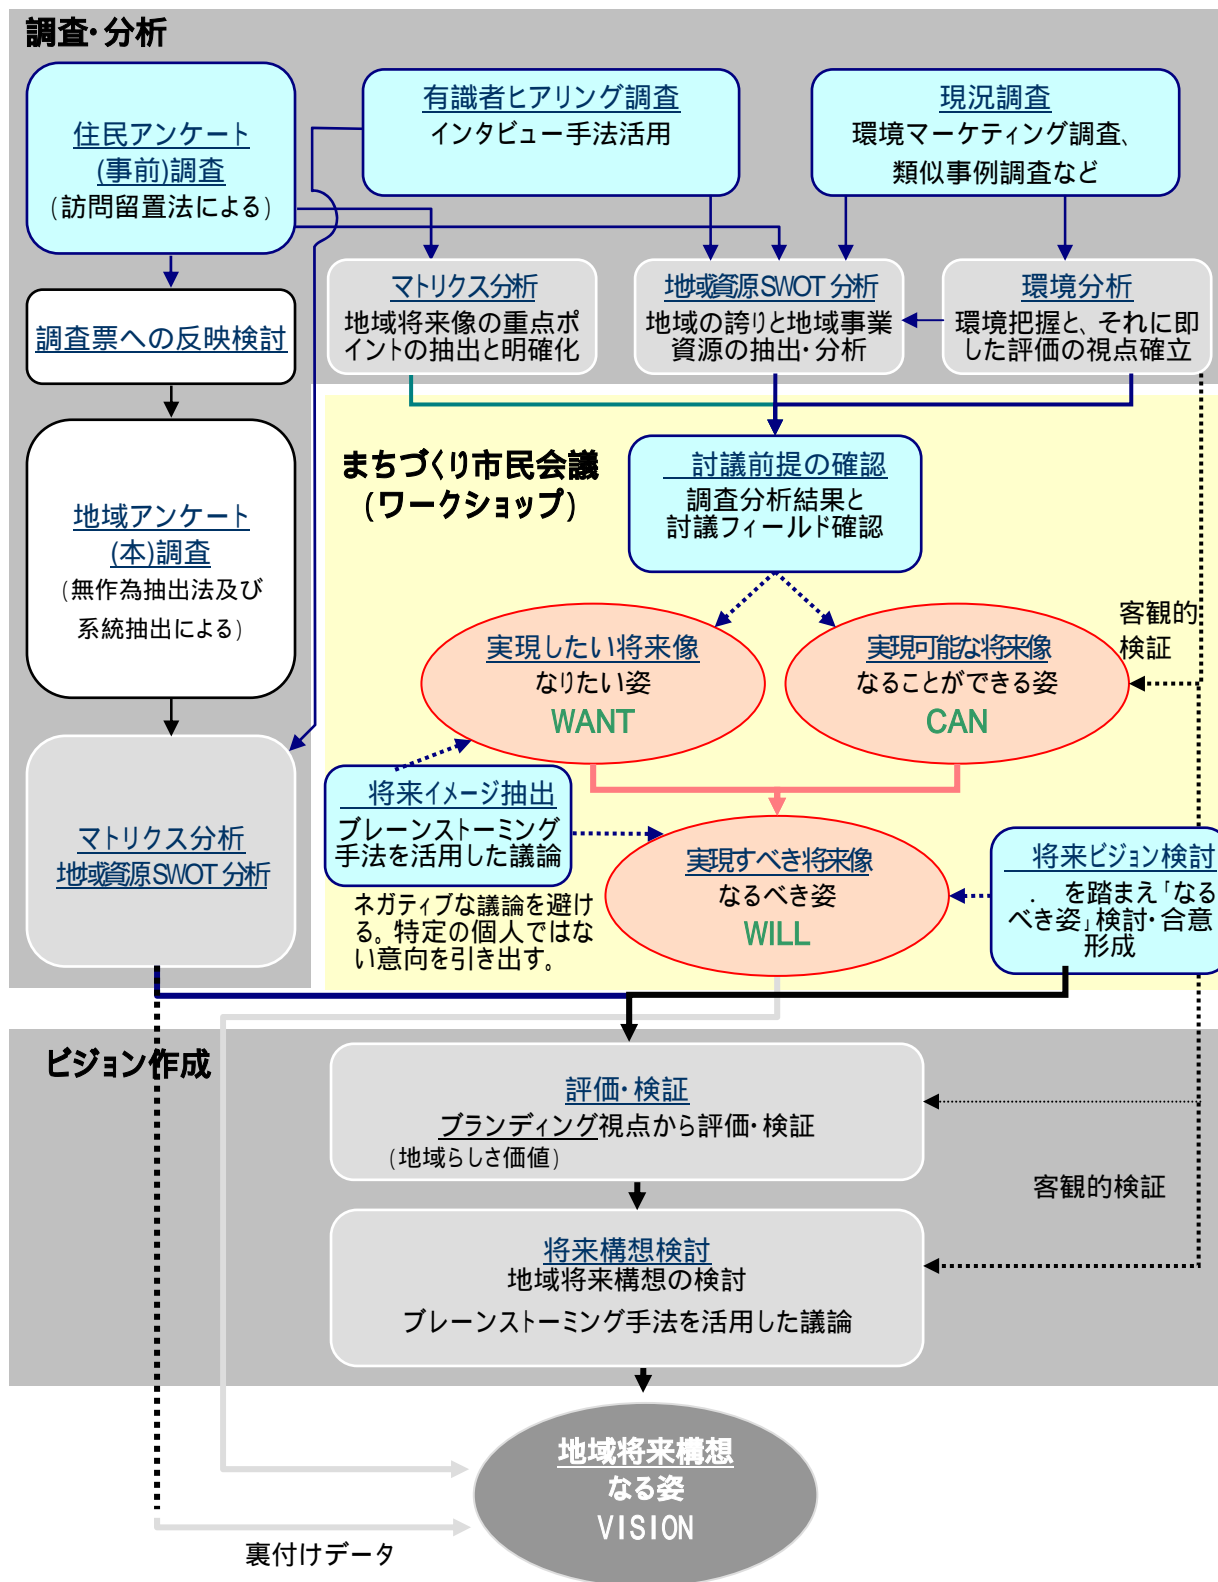 調査・分析
住民アンケート
(事前)調査
(訪問留置法による)
有識者ヒアリング調査
インタビュー手法活用
現況調査
環境マーケティング調査、
類似事例調査など
調査票への反映検討
マトリクス分析
地域将来像の重点ポ
イントの抽出と明確化
地域資源SWOT分析
地域の誇りと地域事業
資源の抽出・分析
環境分析
環境把握と、それに即
した評価の視点確立
地域アンケート
(本)調査
(無作為抽出法及び
系統抽出による)
マトリクス分析
地域資源SWOT分析
まちづくり市民会議
(ワークショップ)
討議前提の確認
調査分析結果と
討議フィールド確認
客観的
検証
実現したい将来像
なりたい姿
WANT
実現可能な将来像
なることができる姿
CAN
将来イメージ抽出
ブレーンストーミング
手法を活用した議論
ネガティブな議論を避け
る。特定の個人ではな
い意向を引き出す。
実現すべき将来像
なるべき姿
WILL
将来ビジョン検討
. を踏まえ「なる
べき姿」検討・合意
形成
ビジョン作成
評価・検証
ブランディング視点から評価・検証
(地域らしさ価値)
客観的検証
将来構想検討
地域将来構想の検討
ブレーンストーミング手法を活用した議論
地域将来構想
なる姿
VISION
裏付けデータ